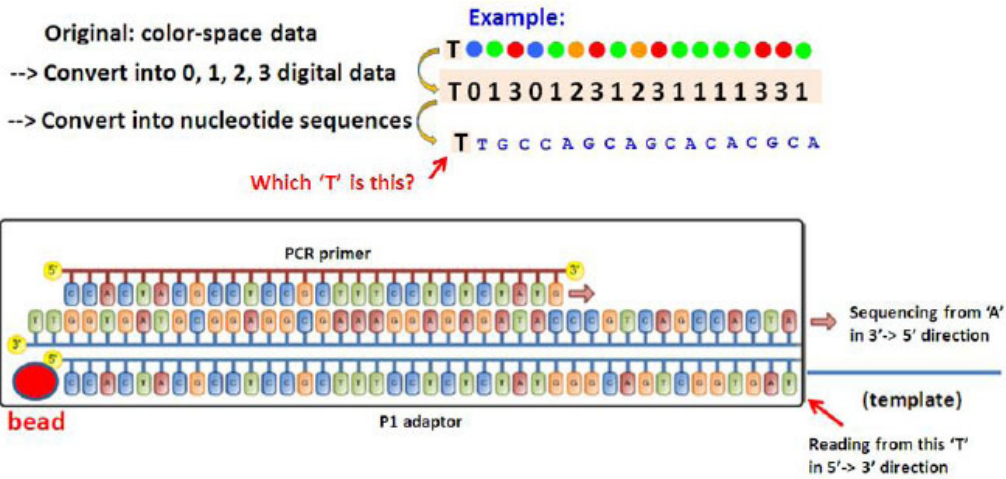 Original: color-space data
--> Convert into 0, 1, 2, 3 digital data
--> Convert into nucleotide sequences
Example:
T
T 0 1 3 0 1 2 3 1 2 3 1 1 1 1 3 3 1
T T G C C A G C A G C A C A C G C A
Which 'T' is this?
PCR primer
5' 3'
C C A C T A C G C C T C C G C T T T C C T C T C T A T G
T T G G T G A T G C G G A G G C G A A A G G A G A G A T A C C C G T C A G C C A C T A
3'
5'
C C A C T A C G C C T C C G C T T T C C T C T C T A T G G G C A G T C G G T G A T
bead
P1 adaptor
Sequencing from 'A'
in 3'-> 5' direction
(template)
Reading from this 'T'
in 5'-> 3' direction